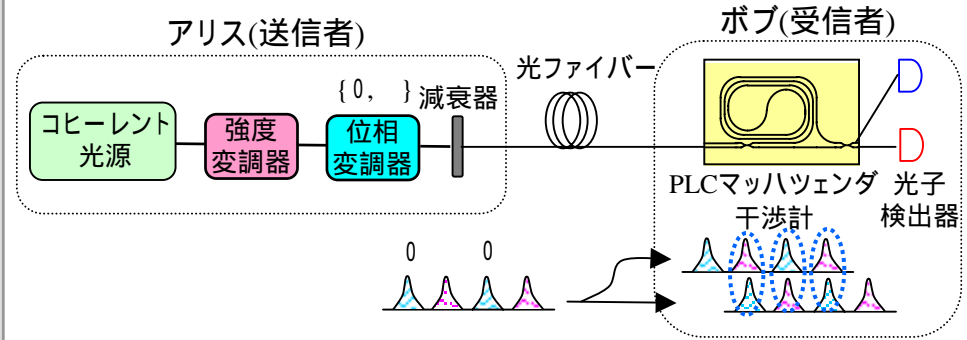 アリス(送信者)
ボブ(受信者)
光ファイバー
{0, }
減衰器
コヒーレント
光源
強度
変調器
位相
変調器
PLCマッハツェンダ
干渉計
光子
検出器
0 0